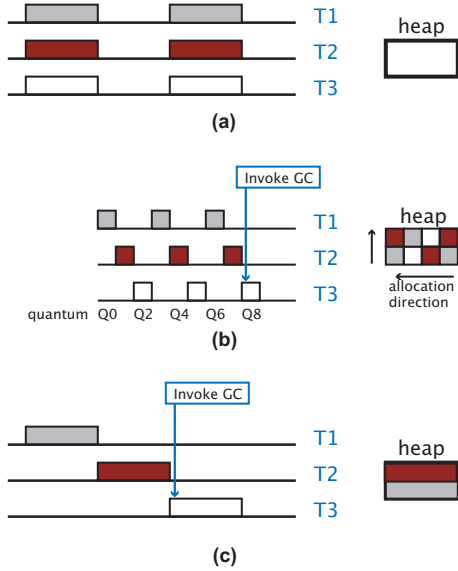 T1
heap
T2
T3
(a)
Invoke GC
T1
heap
T2
allocation
direction
T3
quantum Q0 Q2 Q4 Q6 Q8
(b)
Invoke GC
T1
heap
T2
T3
(c)